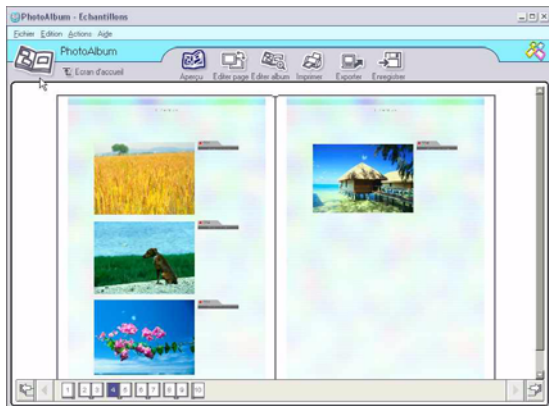 PhotoAlbum - Echantillons
Fichier Edition Actions Aide
PhotoAlbum
Ecran d'accueil
Aperçu Editer page Editer album Imprimer Exporter Enregistrer
1 2 3 4 5 6 7 8 9 10